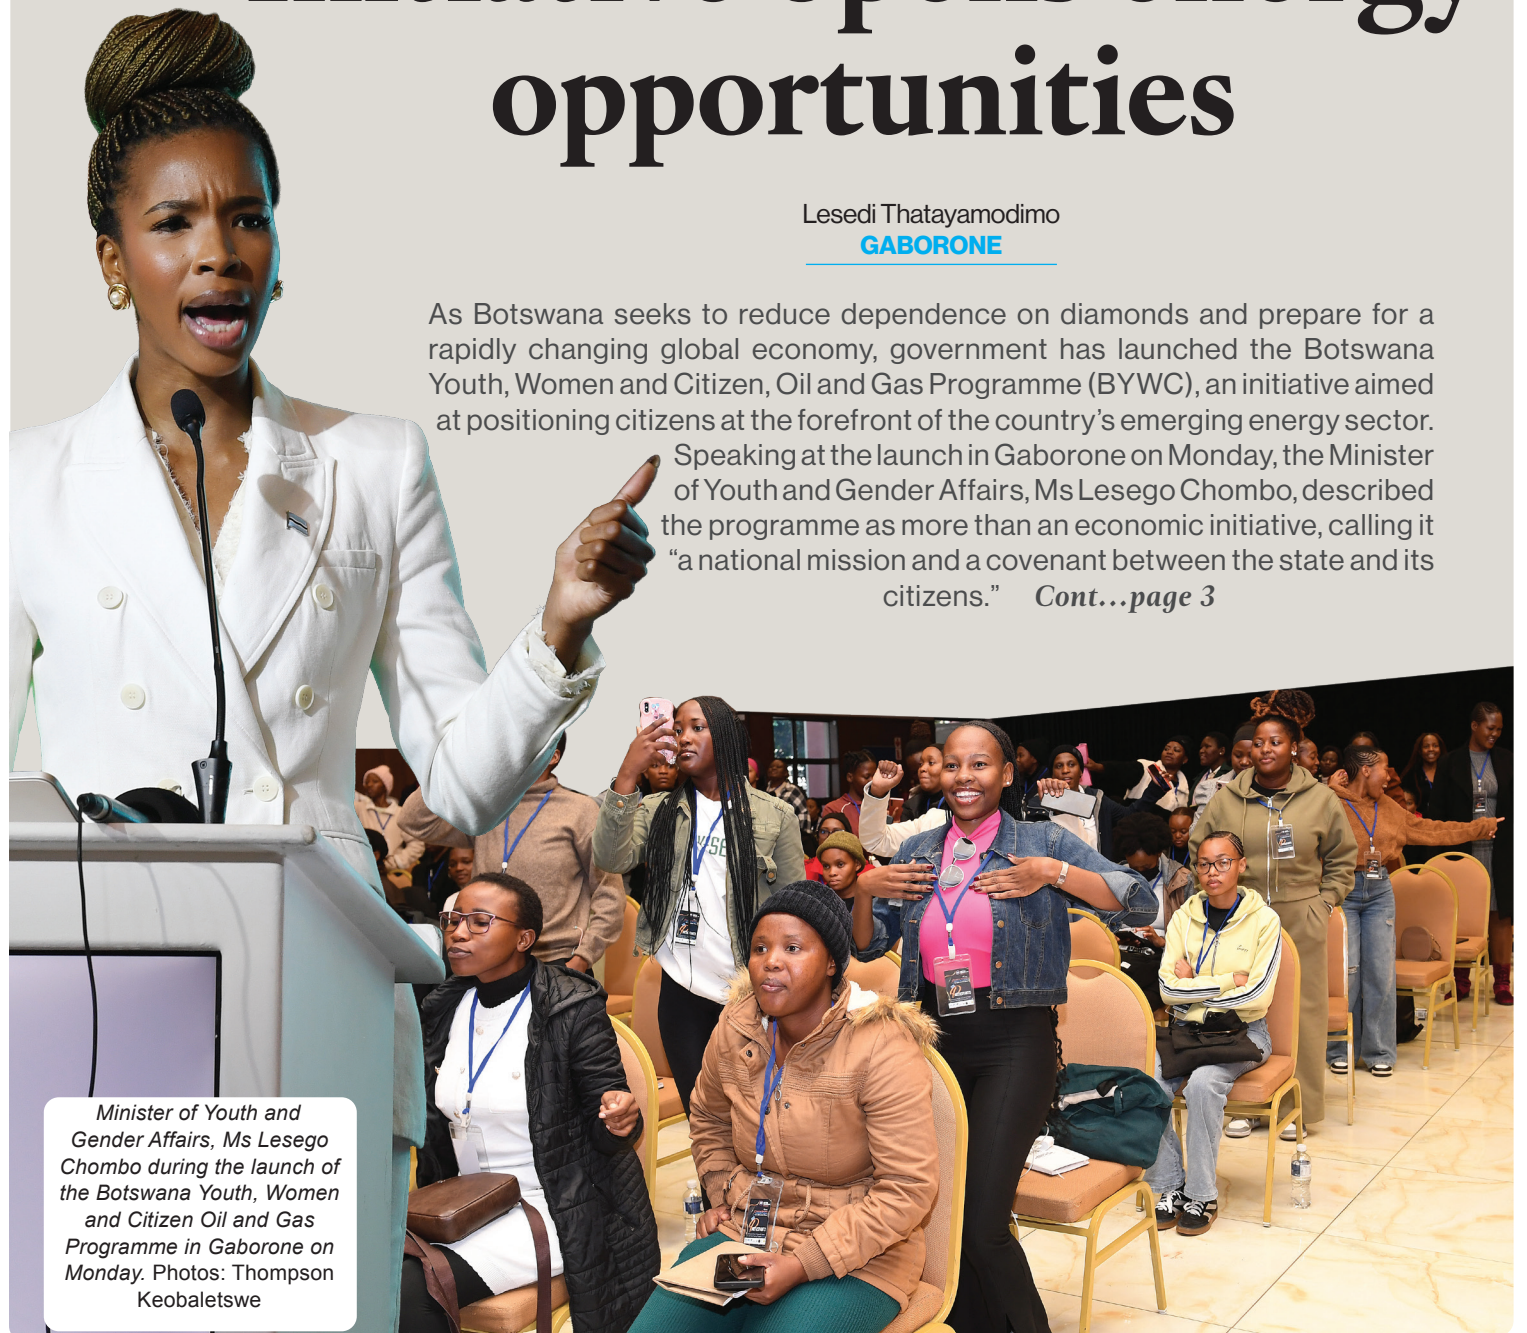 initiative opens energy
opportunities
Lesedi Thatayamodimo
GABORONE
As Botswana seeks to reduce dependence on diamonds and prepare for a
rapidly changing global economy, government has launched the Botswana
Youth, Women and Citizen, Oil and Gas Programme (BYWC), an initiative aimed
at positioning citizens at the forefront of the country’s emerging energy sector.
Speaking at the launch in Gaborone on Monday, the Minister
of Youth and Gender Affairs, Ms Lesego Chombo, described
the programme as more than an economic initiative, calling it
“a national mission and a covenant between the state and its
citizens.” Cont...page 3
Minister of Youth and
Gender Affairs, Ms Lesego
Chombo during the launch of
the Botswana Youth, Women
and Citizen Oil and Gas
Programme in Gaborone on
Monday. Photos: Thompson
Keobaletswe